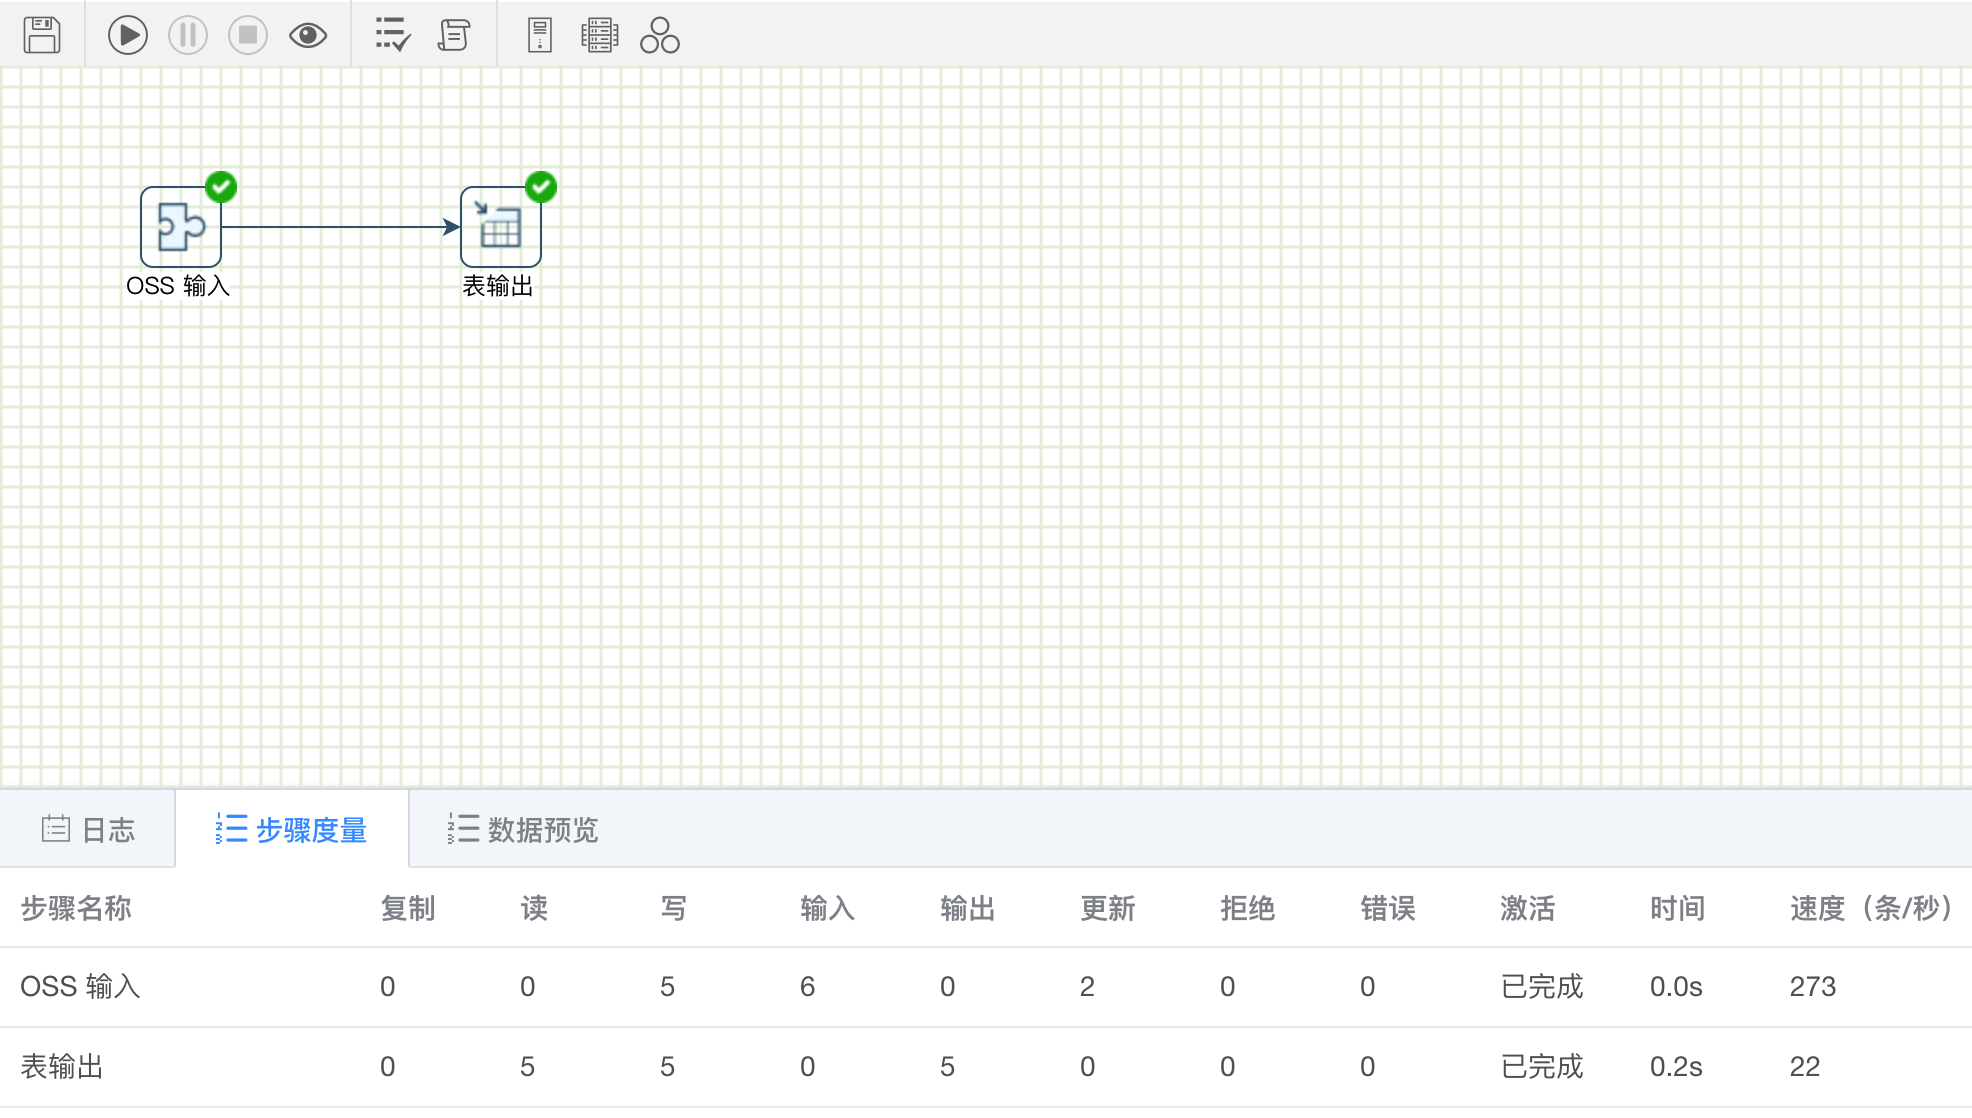 OSS 输入
表输出
日志 步骤度量 数据预览
步骤名称 复制 读 写 输入 输出 更新 拒绝 错误 激活 时间 速度（条/秒）
OSS 输入 0 0 5 6 0 2 0 0 已完成 0.0s 273
表输出 0 5 5 0 5 0 0 0 已完成 0.2s 22